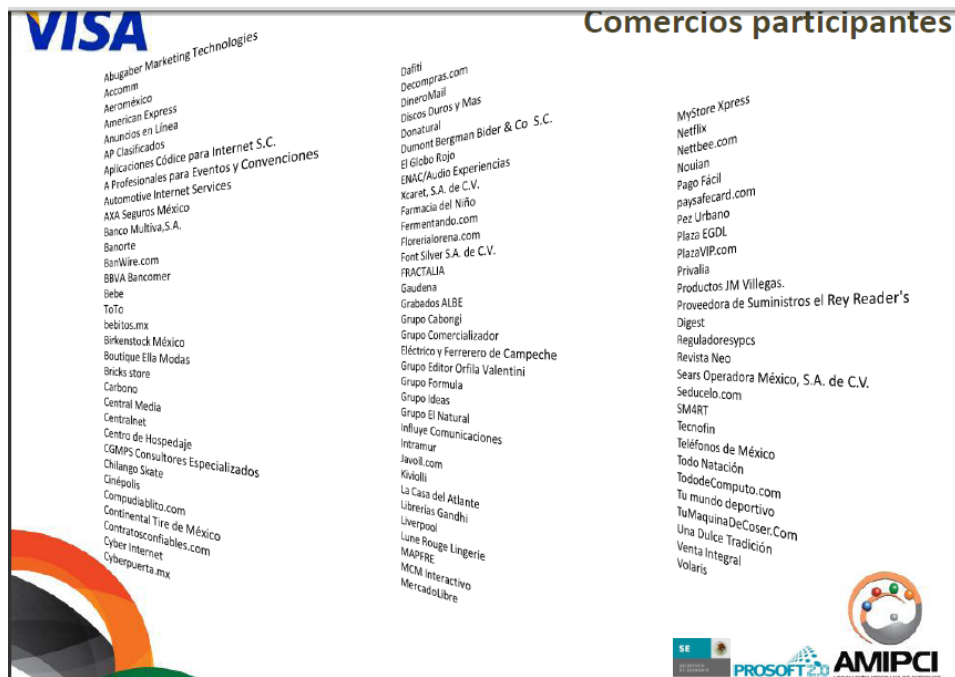 VISA
Comercios participantes
Abugaber Marketing Technologies
Accomm
Aeroméxico
American Express
Anuncios en Línea
AP Clasificados
Aplicaciones Códice para Internet S.C.
A Profesionales para Eventos y Convenciones
Automotive Internet Services
AXA Seguros México
Banco Multiva,S.A.
Banorte
BanWire.com
BBVA Bancomer
Bebe
ToTo
bebitos.mx
Birkenstock México
Boutique Ella Modas
Bricks store
Carbono
Central Media
Centralnet
Centro de Hospedaje
CGMPS Consultores Especializados
Chilango Skate
Cinépolis
Compudiablito.com
Continental Tire de México
Contratosconfiables.com
Cyber Internet
Cyberpuerta.mx
Dafiti
Decompras.com
DineroMail
Discos Duros y Mas
Donatural
Dumont Bergman Bider & Co S.C.
El Globo Rojo
ENAC/Audio Experiencias
Xcaret, S.A. de C.V.
Farmacia del Niño
Fermentando.com
Florerialorena.com
Font Silver S.A. de C.V.
FRACTALIA
Gaudena
Grabados ALBE
Grupo Cabongi
Grupo Comercializador
Eléctrico y Ferrerero de Campeche
Grupo Editor Orfila Valentini
Grupo Formula
Grupo Ideas
Grupo El Natural
Influye Comunicaciones
Intramur
Javoil.com
Kiviolli
La Casa del Atlante
Librerías Gandhi
Liverpool
Lune Rouge Lingerie
MAPFRE
MCM Interactivo
MercadoLibre
MyStore Xpress
Netflix
Nettbee.com
Nouian
Pago Fácil
paysafecard.com
Pez Urbano
Plaza EGDL
PlazaVIP.com
Privalia
Productos JM Villegas.
Proveedora de Suministros el Rey Reader's
Digest
Reguladoresypcs
Revista Neo
Sears Operadora México, S.A. de C.V.
Seducelo.com
SM4RT
Tecnofin
Teléfonos de México
Todo Natación
TododeComputo.com
Tu mundo deportivo
TuMaquinaDeCoser.Com
Una Dulce Tradición
Venta Integral
Volaris
SE
PROSOFT 2.0
AMIPCI